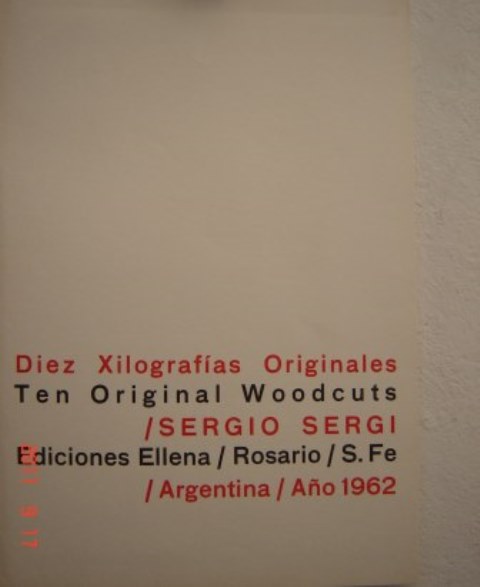 Diez Xilografías Originales
Ten Original Woodcuts
/SERGIO SERGI
Ediciones Ellena / Rosario / S. Fe
/ Argentina / Año 1962